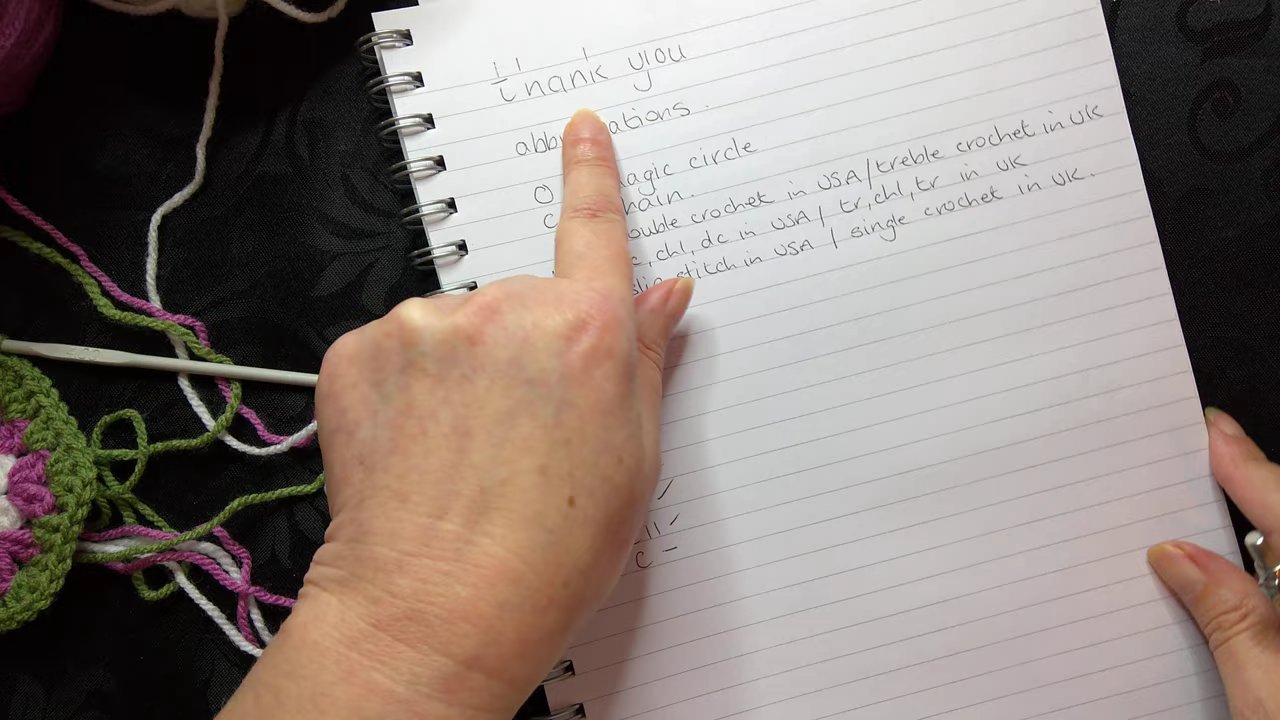 thank you
abb ations.
O agic circle
C hain.
ouble crochet in USA/treble crochet in UK
c, ch1, dc in USA / tr, ch1, tr in UK
slip stitch in USA / single crochet in UK.
C -